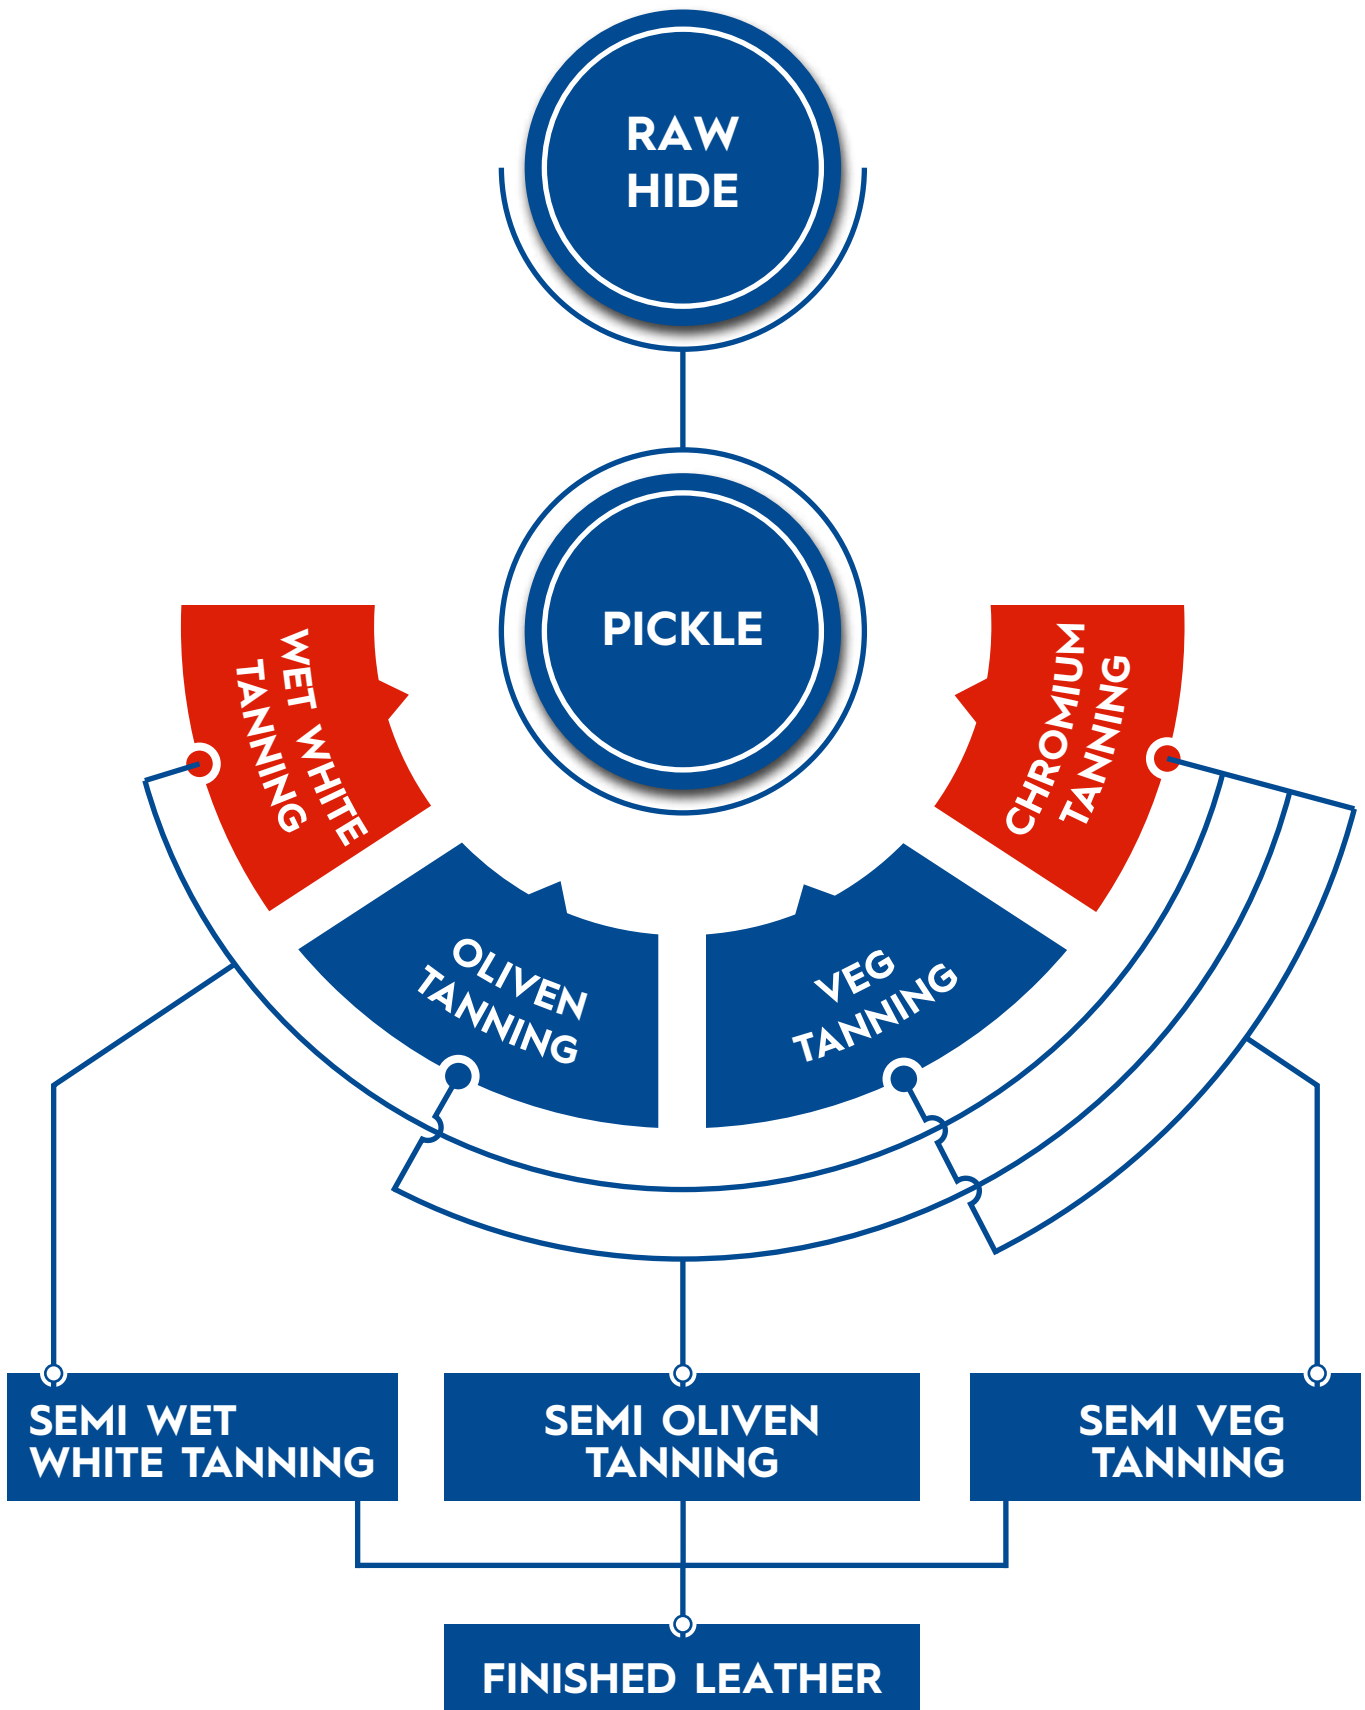 RAW
HIDE
PICKLE
WET WHITE
TANNING
CHROMIUM
TANNING
OLIVEN
TANNING
VEG
TANNING
SEMI WET
WHITE TANNING
SEMI OLIVEN
TANNING
SEMI VEG
TANNING
FINISHED LEATHER